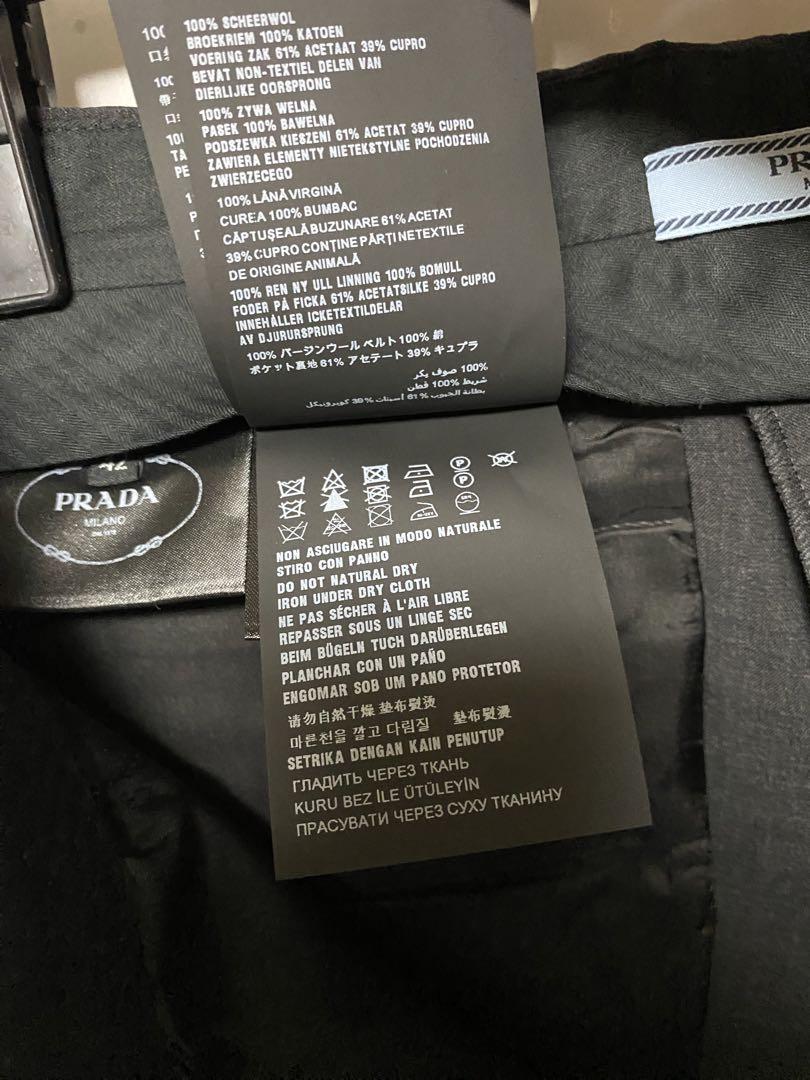 100% SCHEERWOL
BROEKRIEM 100% KATOEN
VOERING ZAK 61% ACETAAT 39% CUPRO
BEVAT NON-TEXTIEL DELEN VAN
DIERLIJKE OORSPRONG
100% ZYWA WELNA
PASEK 100% BAWELNA
PODSZEWKA KIESZENI 61% ACETAT 39% CUPRO
ZAWIERA ELEMENTY NIETEKSTYLNE POCHODZENIA
ZWIERZECEGO
100% LÂNĂ VIRGINĂ
CUREA 100% BUMBAC
CĂPTUȘEALĂ BUZUNARE 61% ACETAT
39% CUPRO CONȚINE PĂRȚI NETEXTILE
DE ORIGINE ANIMALĂ
100% REN NY ULL LINNING 100% BOMULL
FODER PÅ FICKA 61% ACETATSILKE 39% CUPRO
INNEHÅLLER ICKETEXTILDELAR
AV DJURURSPRUNG
100% バージンウール ベルト100% 綿
ポケット裏地 61% アセテート 39% キュプラ
100% صوف بكر
شريط 100% قطن
بطانة الجيوب 61% أسيتات 39% كوبرونيكل
42
PRADA
MILANO
NON ASCIUGARE IN MODO NATURALE
STIRO CON PANNO
DO NOT NATURAL DRY
IRON UNDER DRY CLOTH
NE PAS SÉCHER À L'AIR LIBRE
REPASSER SOUS UN LINGE SEC
BEIM BÜGELN TUCH DARÜBERLEGEN
PLANCHAR CON UN PAÑO
ENGOMAR SOB UM PANO PROTETOR
请勿自然干燥 垫布熨烫
마른천을 깔고 다림질 墊布熨燙
SETRIKA DENGAN KAIN PENUTUP
ГЛАДИТЬ ЧЕРЕЗ ТКАНЬ
KURU BEZ İLE ÜTÜLEYİN
ПРАСУВАТИ ЧЕРЕЗ СУХУ ТКАНИНУ